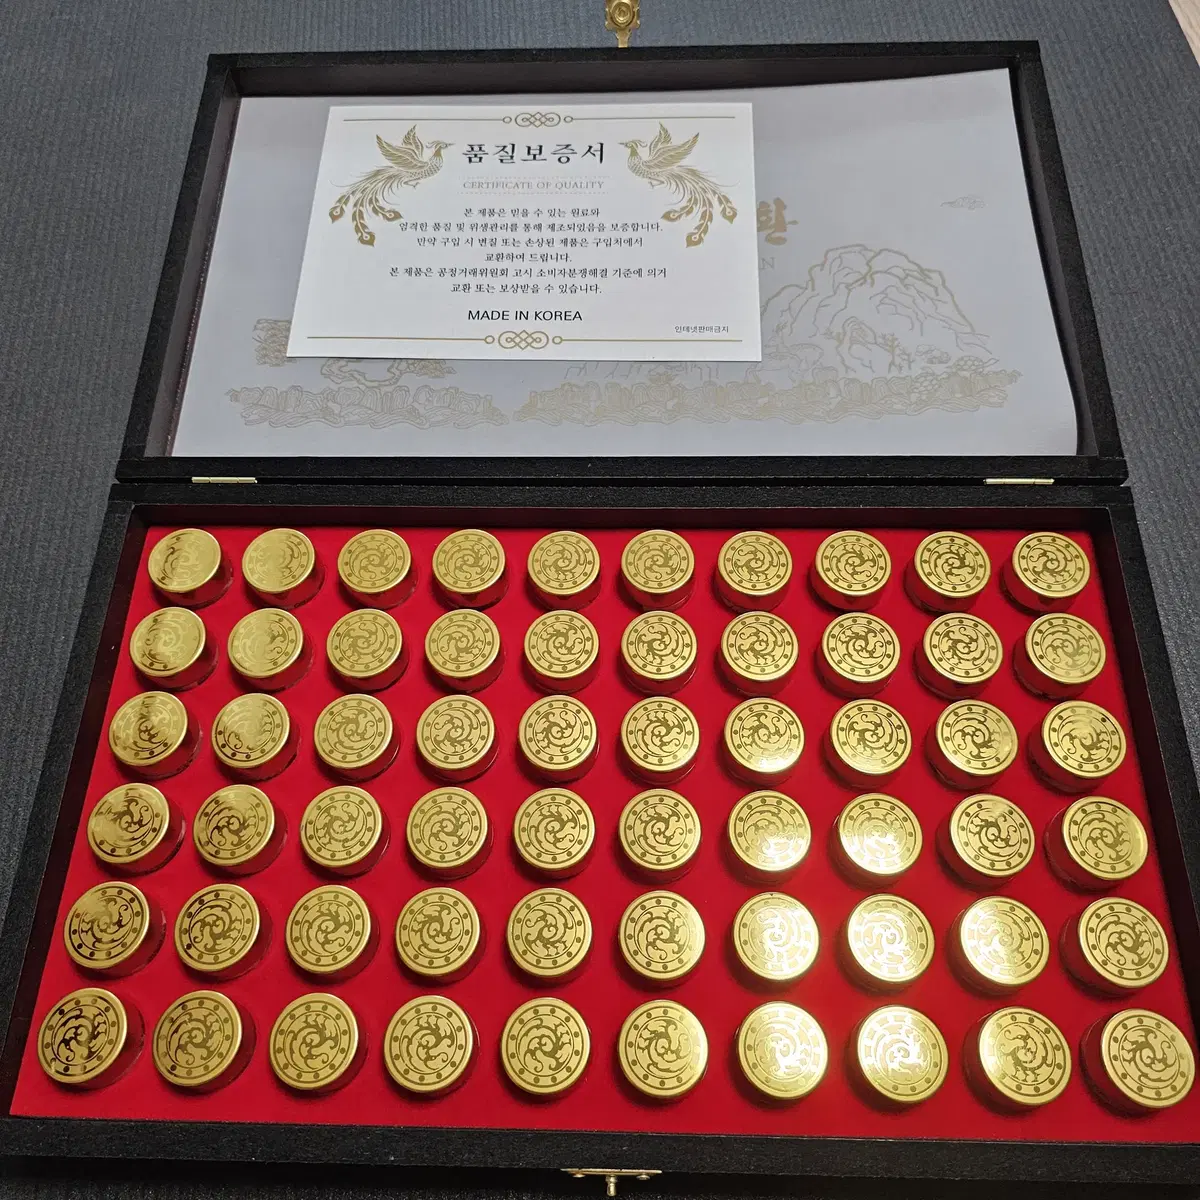 품질보증서
CERTIFICATE OF QUALITY
본 제품은 믿을 수 있는 원료와
엄격한 품질 및 위생관리를 통해 제조되었음을 보증합니다.
만약 구입 시 변질 또는 손상된 제품은 구입처에서
교환하여 드립니다.
본 제품은 공정거래위원회 고시 소비자분쟁해결 기준에 의거
교환 또는 보상받을 수 있습니다.
MADE IN KOREA
인테넷판매금지
환